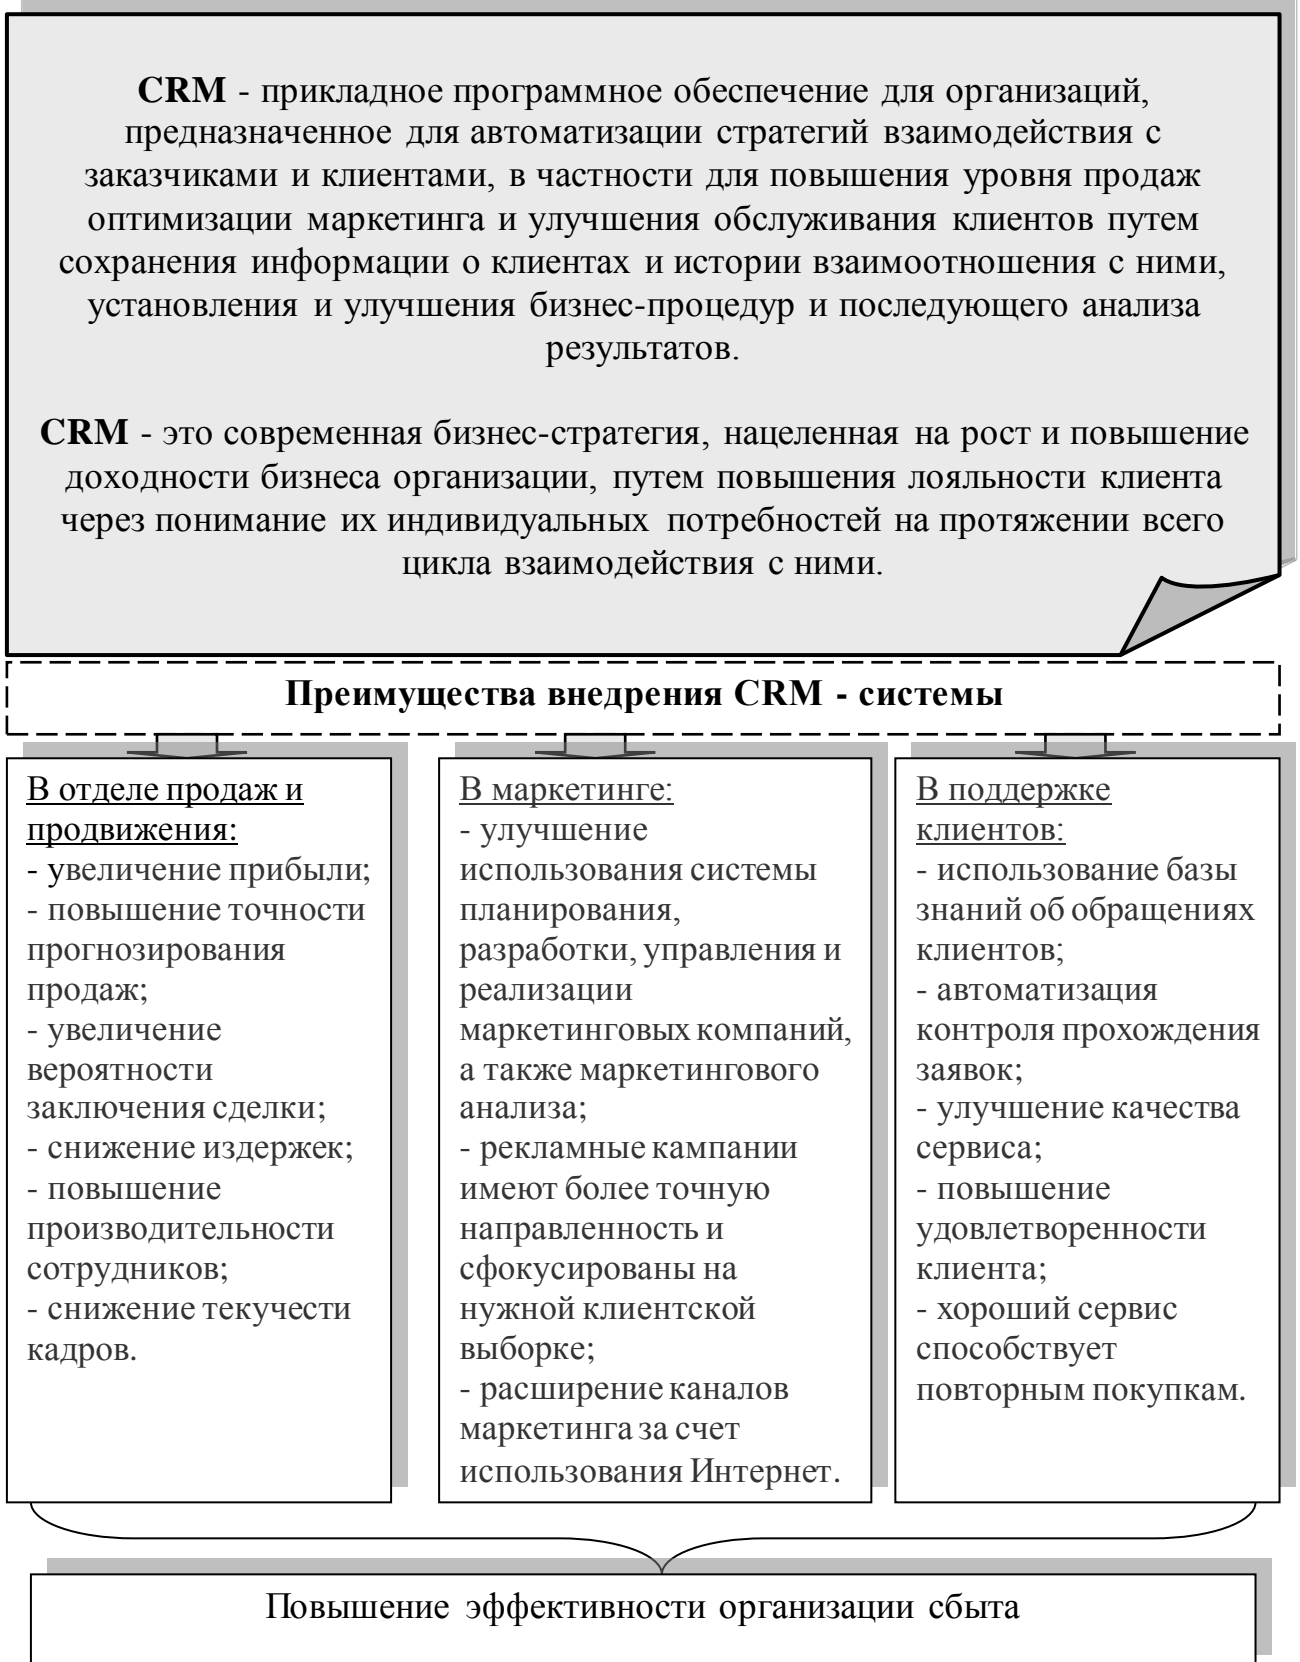 CRM - прикладное программное обеспечение для организаций,
предназначенное для автоматизации стратегий взаимодействия с
заказчиками и клиентами, в частности для повышения уровня продаж
оптимизации маркетинга и улучшения обслуживания клиентов путем
сохранения информации о клиентах и истории взаимоотношения с ними,
установления и улучшения бизнес-процедур и последующего анализа
результатов.
CRM - это современная бизнес-стратегия, нацеленная на рост и повышение
доходности бизнеса организации, путем повышения лояльности клиента
через понимание их индивидуальных потребностей на протяжении всего
цикла взаимодействия с ними.
Преимущества внедрения CRM - системы
В отделе продаж и
продвижения:
- увеличение прибыли;
- повышение точности
прогнозирования
продаж;
- увеличение
вероятности
заключения сделки;
- снижение издержек;
- повышение
производительности
сотрудников;
- снижение текучести
кадров.
В маркетинге:
- улучшение
использования системы
планирования,
разработки, управления и
реализации
маркетинговых компаний,
а также маркетингового
анализа;
- рекламные кампании
имеют более точную
направленность и
сфокусированы на
нужной клиентской
выборке;
- расширение каналов
маркетинга за счет
использования Интернет.
В поддержке
клиентов:
- использование базы
знаний об обращениях
клиентов;
- автоматизация
контроля прохождения
заявок;
- улучшение качества
сервиса;
- повышение
удовлетворенности
клиента;
- хороший сервис
способствует
повторным покупкам.
Повышение эффективности организации сбыта